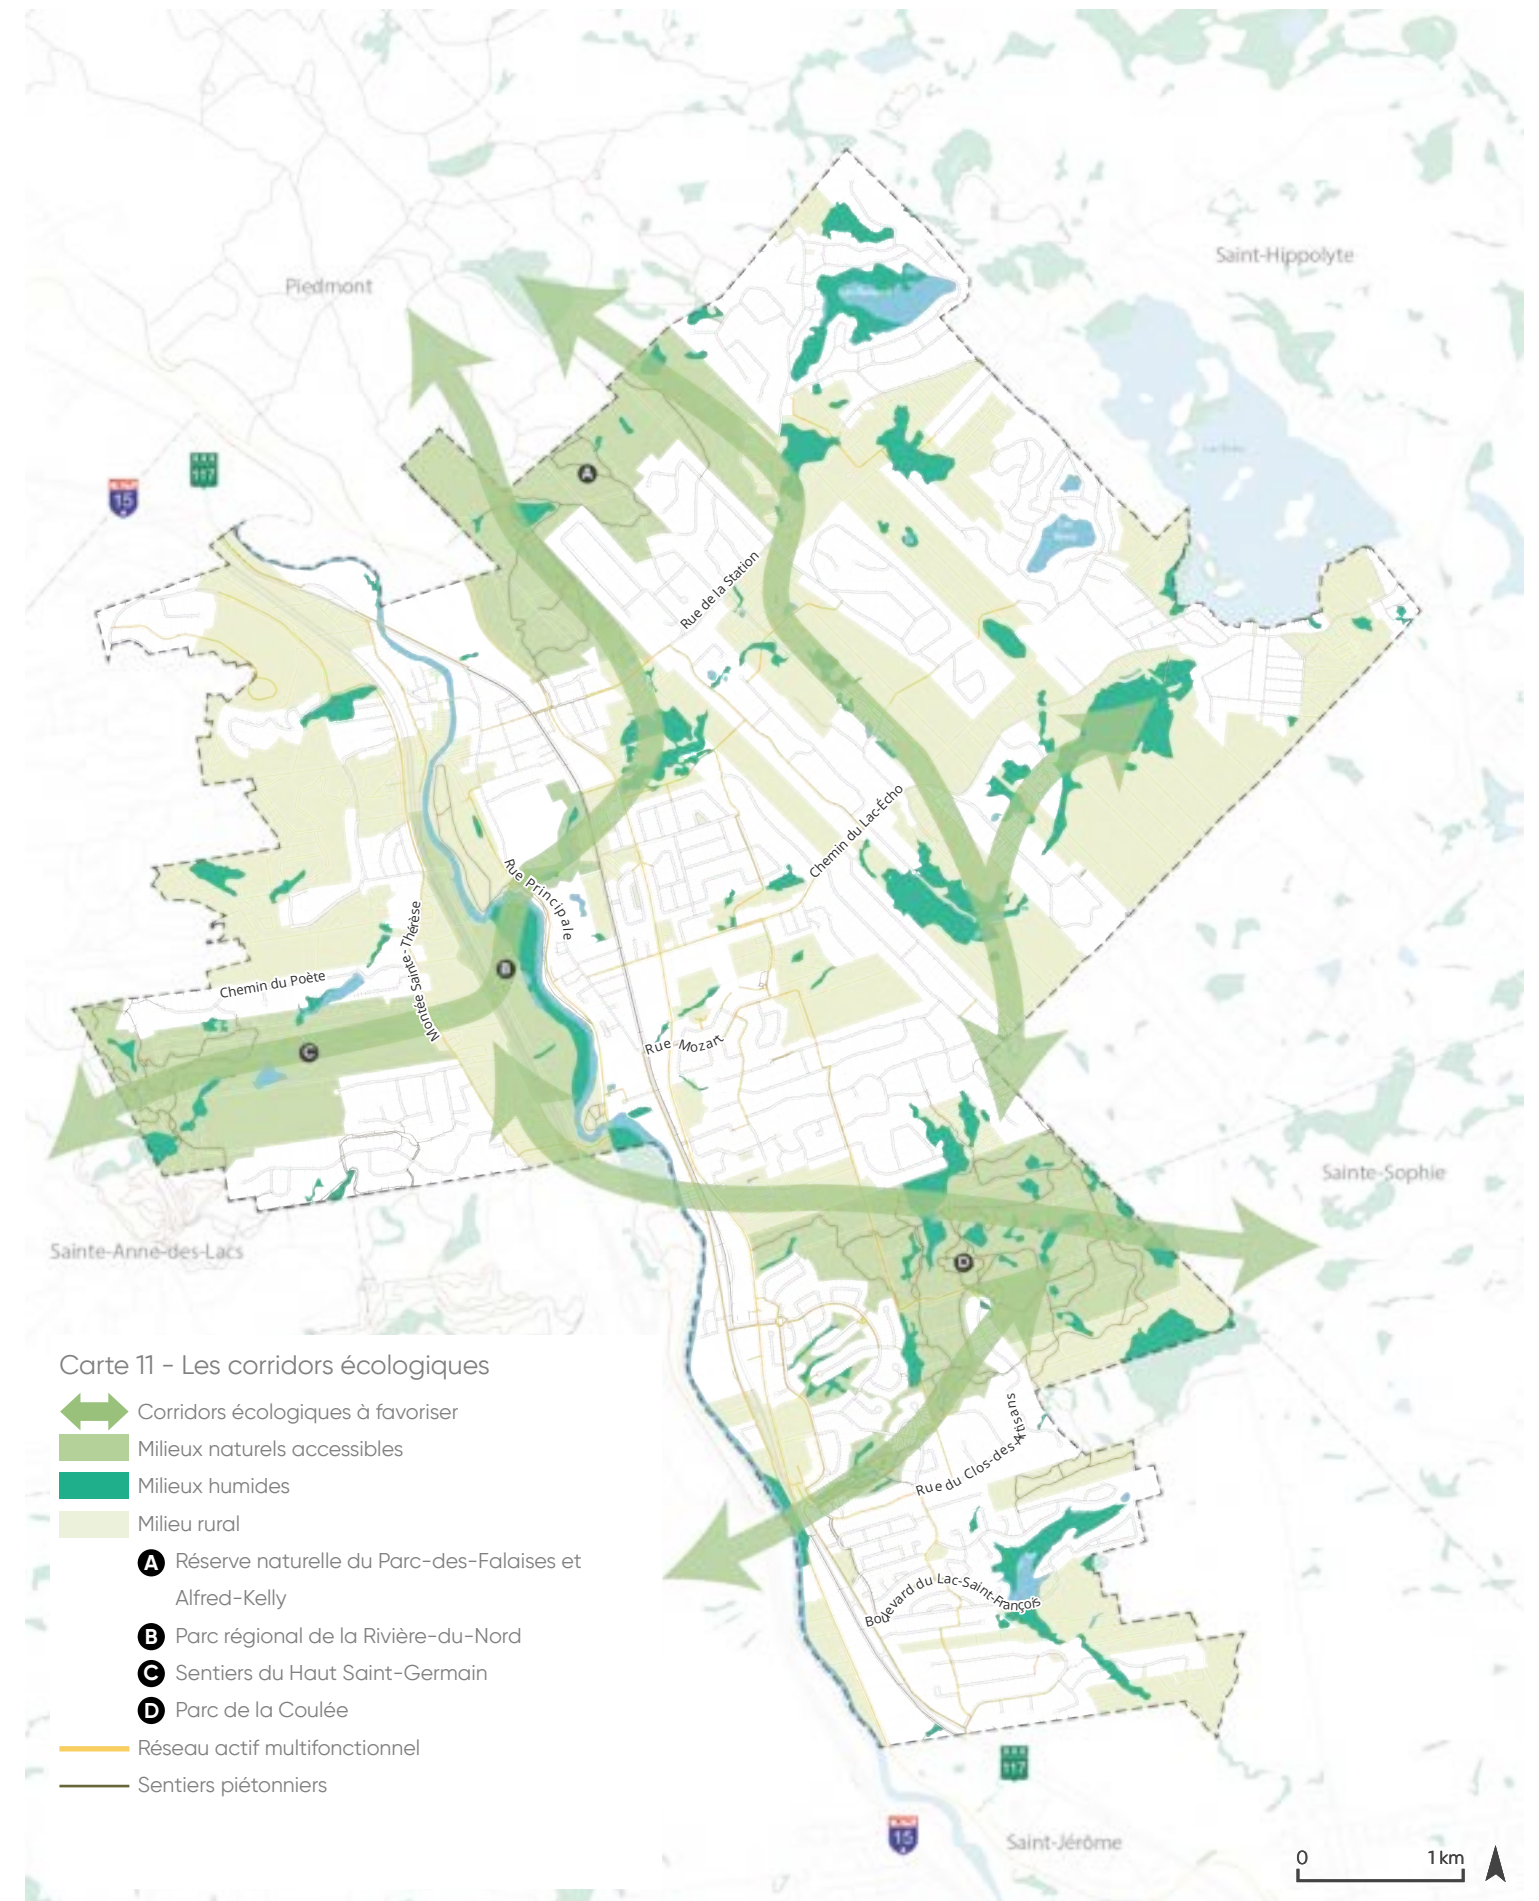 Saint-Hippolyte
Piedmont
117
15
A
Rue de la Station
Chemin du Lac-Écho
Rue Principale
Montée Sainte-Thérèse
B
Chemin du Poète
C
Rue Mozart
Sainte-Sophie
Sainte-Anne-des-Lacs
D
Rue du Clos-des-Artisans
Boulevard du Lac-Saint-François
Carte 11 - Les corridors écologiques
Corridors écologiques à favoriser
Milieux naturels accessibles
Milieux humides
Milieu rural
A Réserve naturelle du Parc-des-Falaises et
Alfred-Kelly
B Parc régional de la Rivière-du-Nord
C Sentiers du Haut Saint-Germain
D Parc de la Coulée
Réseau actif multifonctionnel
Sentiers piétonniers
117
15
Saint-Jérôme
0 1 km